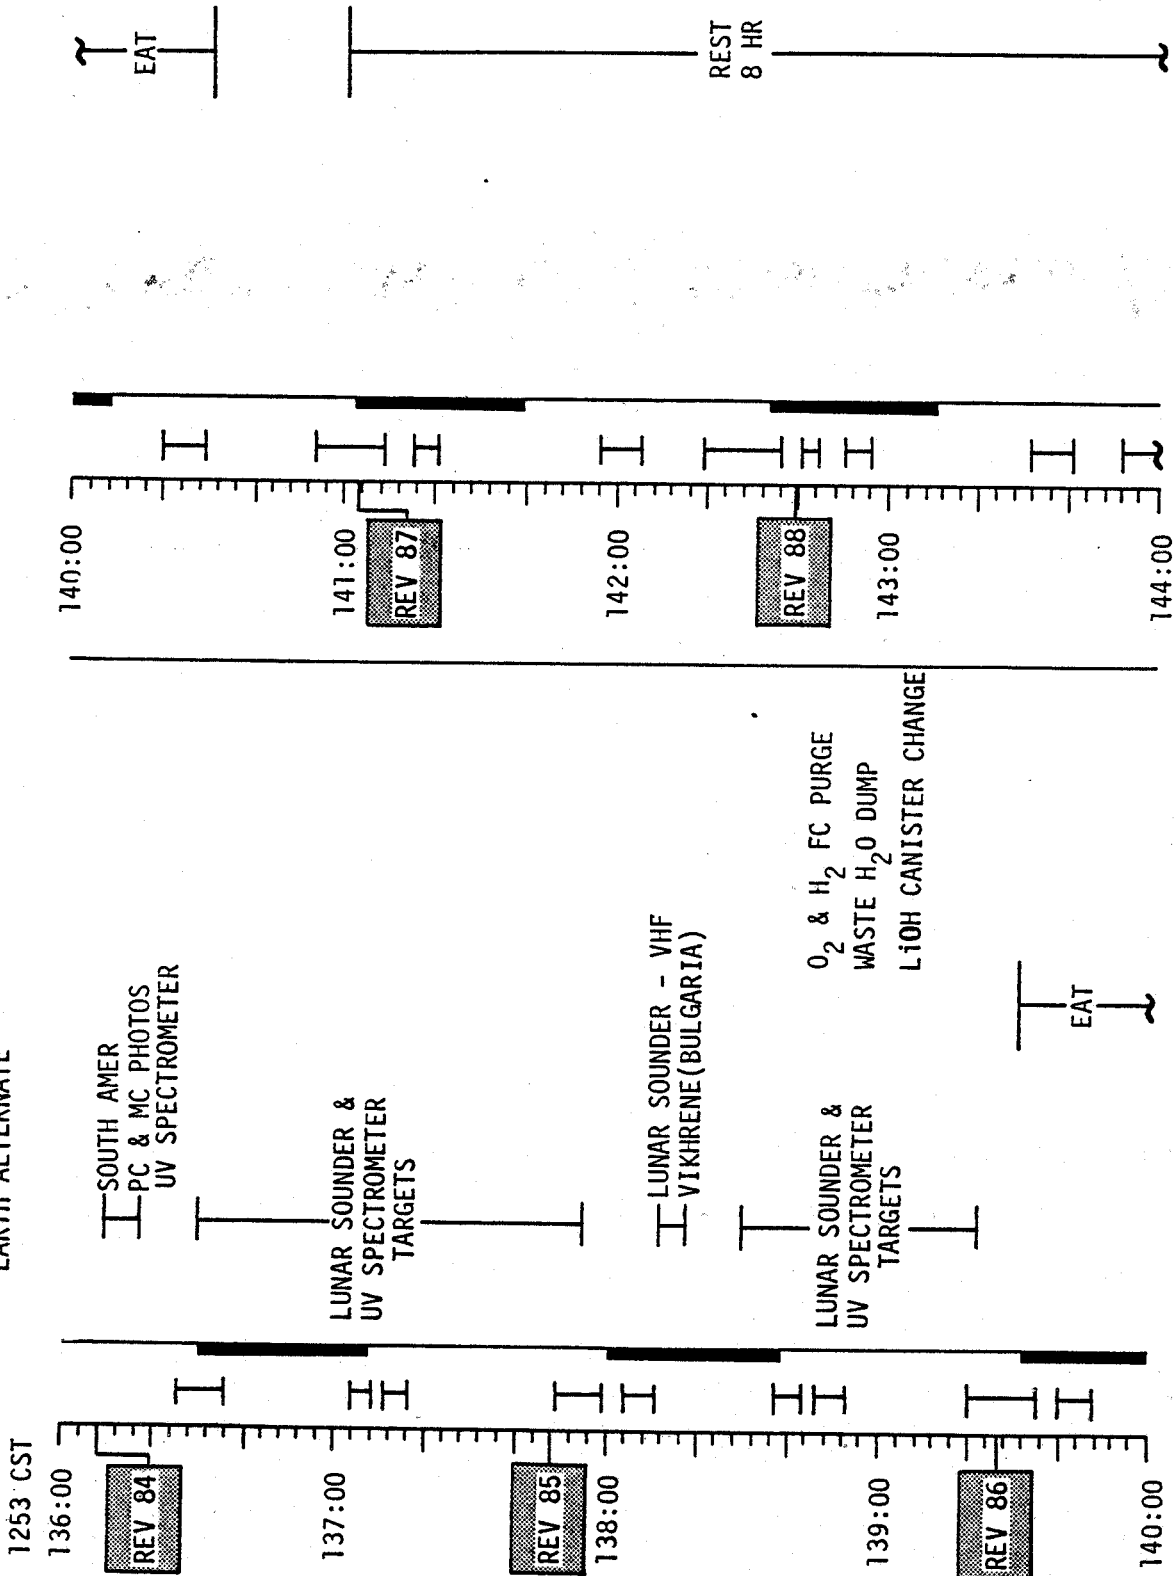 EARTH ALTERNATE
1253 CST
136:00
REV 84
137:00
REV 85
138:00
139:00
REV 86
140:00
SOUTH AMER
PC & MC PHOTOS
UV SPECTROMETER
LUNAR SOUNDER &
UV SPECTROMETER
TARGETS
LUNAR SOUNDER - VHF
VIKHRENE(BULGARIA)
LUNAR SOUNDER &
UV SPECTROMETER
TARGETS
O2 & H2 FC PURGE
WASTE H2O DUMP
LiOH CANISTER CHANGE
EAT
140:00
141:00
REV 87
142:00
REV 88
143:00
144:00
EAT
REST
8 HR